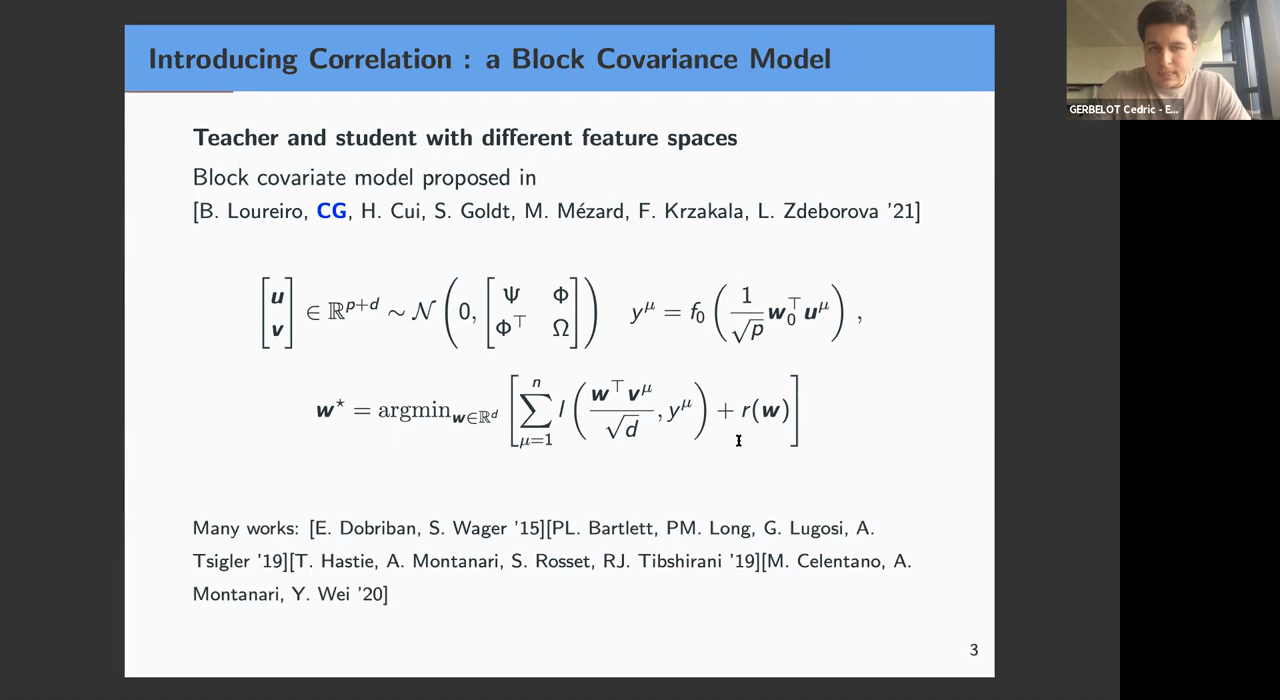 Introducing Correlation : a Block Covariance Model
GERBELOT Cedric - E...
Teacher and student with different feature spaces
Block covariate model proposed in
[B. Loureiro, CG, H. Cui, S. Goldt, M. Mézard, F. Krzakala, L. Zdeborova '21]
[u v] ∈ ℝ^{p+d} ∼ 𝒩(0, [Ψ Φ; Φ^⊤ Ω]) y^μ = f_0(1/√p w_0^⊤ u^μ) ,
w^⋆ = argmin_{w∈ℝ^d} [∑_{μ=1}^{n} l(w^⊤ v^μ/√d, y^μ) + r(w)]
Many works: [E. Dobriban, S. Wager '15][PL. Bartlett, PM. Long, G. Lugosi, A.
Tsigler '19][T. Hastie, A. Montanari, S. Rosset, RJ. Tibshirani '19][M. Celentano, A.
Montanari, Y. Wei '20]
3